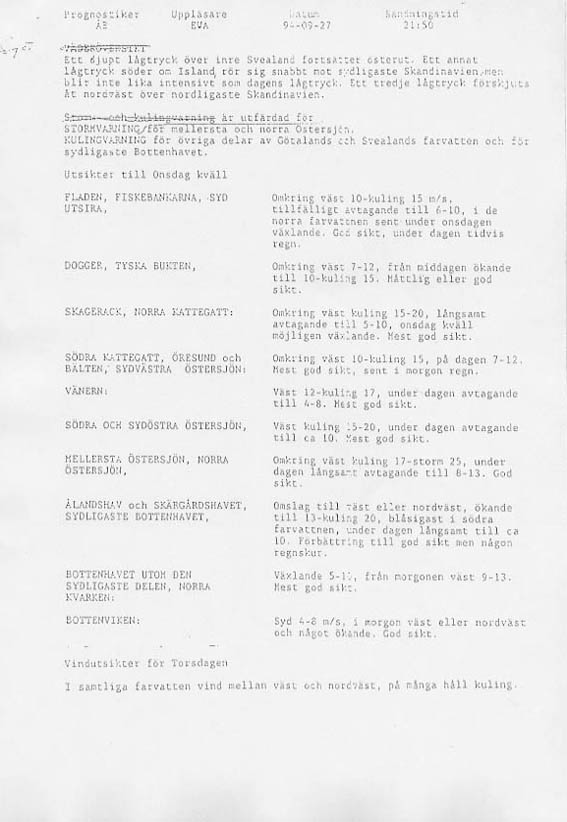 Prognostiker Uppläsare Datum Sändningstid
ÅE EWA 94-09-27 21:50
VÄDERÖVERSIKT
Ett djupt lågtryck över inre Svealand fortsätter österut. Ett annat
lågtryck söder om Island, rör sig snabbt mot sydligaste Skandinavien, men
blir inte lika intensivt som dagens lågtryck. Ett tredje lågtryck förskjuts
åt nordväst över nordligaste Skandinavien.
Storm- och kulingvarning är utfärdad för
STORMVARNING/för mellersta och norra Östersjön.
KULINGVARNING för övriga delar av Götalands och Svealands farvatten och för
sydligaste Bottenhavet.
Utsikter till Onsdag kväll
FLADEN, FISKEBANKARNA, SYD
UTSIRA,
Omkring väst 10-kuling 15 m/s,
tillfälligt avtagande till 6-10, i de
norra farvattnen sent under onsdagen
växlande. God sikt, under dagen tidvis
regn.
DOGGER, TYSKA BUKTEN,
Omkring väst 7-12, från middagen ökande
till 10-kuling 15. Måttlig eller god
sikt.
SKAGERACK, NORRA KATTEGATT:
Omkring väst kuling 15-20, långsamt
avtagande till 5-10, onsdag kväll
möjligen växlande. Mest god sikt.
SÖDRA KATTEGATT, ÖRESUND och
BÄLTEN, SYDVÄSTRA ÖSTERSJÖN:
Omkring väst 10-kuling 15, på dagen 7-12.
Mest god sikt, sent i morgon regn.
VÄNERN:
Väst 12-kuling 17, under dagen avtagande
till 4-8. Mest god sikt.
SÖDRA OCH SYDÖSTRA ÖSTERSJÖN,
Väst kuling 15-20, under dagen avtagande
till ca 10. Mest god sikt.
MELLERSTA ÖSTERSJÖN, NORRA
ÖSTERSJÖN,
Omkring väst kuling 17-storm 25, under
dagen långsamt avtagande till 8-13. God
sikt.
ÅLANDSHAV och SKÄRGÅRDSHAVET,
SYDLIGASTE BOTTENHAVET,
Omslag till väst eller nordväst, ökande
till 13-kuling 20, blåsigast i södra
farvattnen, under dagen långsamt till ca
10. Förbättring till god sikt men någon
regnskur.
BOTTENHAVET UTOM DEN
SYDLIGASTE DELEN, NORRA
KVARKEN:
Växlande 5-10, från morgonen väst 9-13.
Mest god sikt.
BOTTENVIKEN:
Syd 4-8 m/s, i morgon väst eller nordväst
och något ökande. God sikt.
Vindutsikter för Torsdagen
I samtliga farvatten vind mellan väst och nordväst, på många håll kuling.